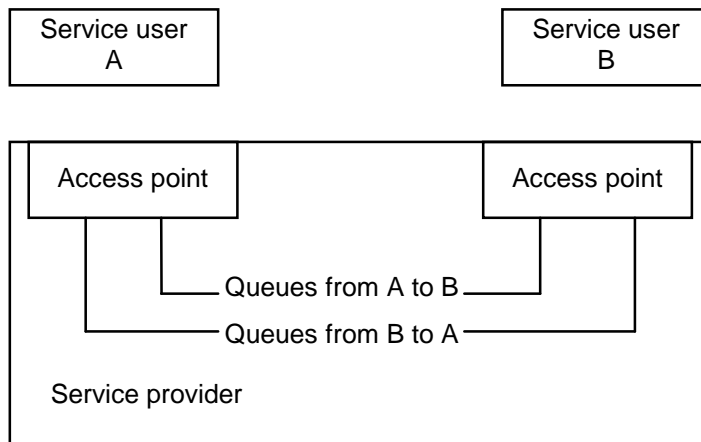 Service user
A
Service user
B
Access point
Access point
Queues from A to B
Queues from B to A
Service provider